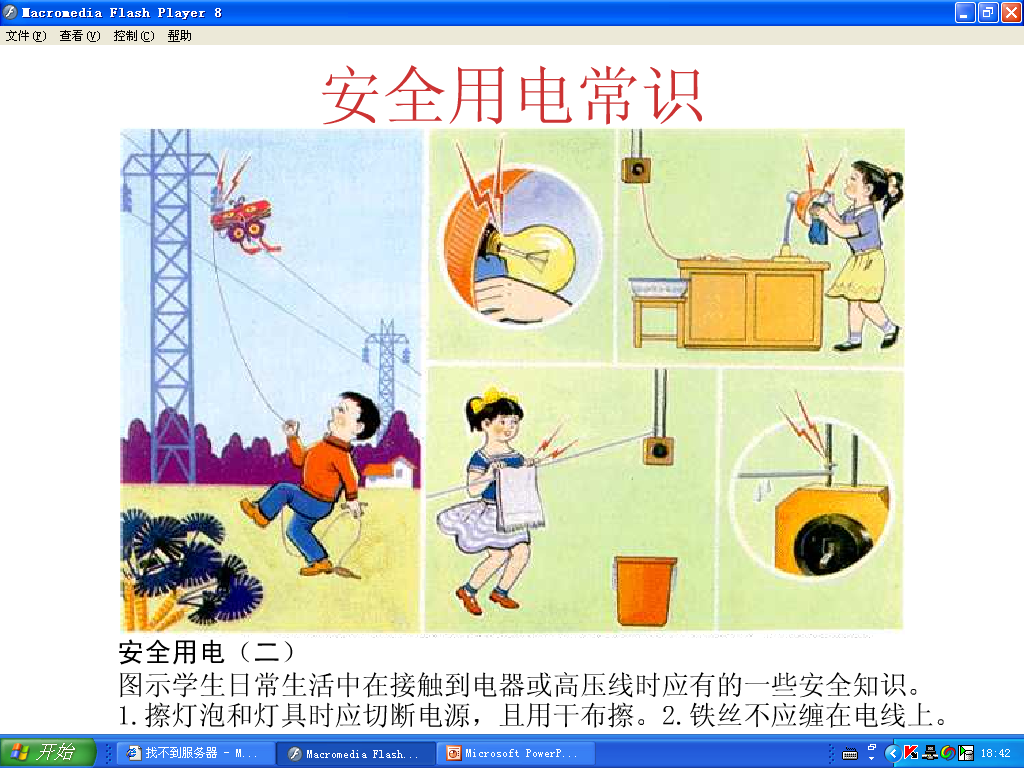 Macromedia Flash Player 8
文件(F) 查看(V) 控制(C) 帮助
安全用电常识
安全用电（二）
图示学生日常生活中在接触到电器或高压线时应有的一些安全知识。
1.擦灯泡和灯具时应切断电源，且用干布擦。2.铁丝不应缠在电线上。
开始 找不到服务器 - M... Macromedia Flash... Microsoft PowerP... 18:42